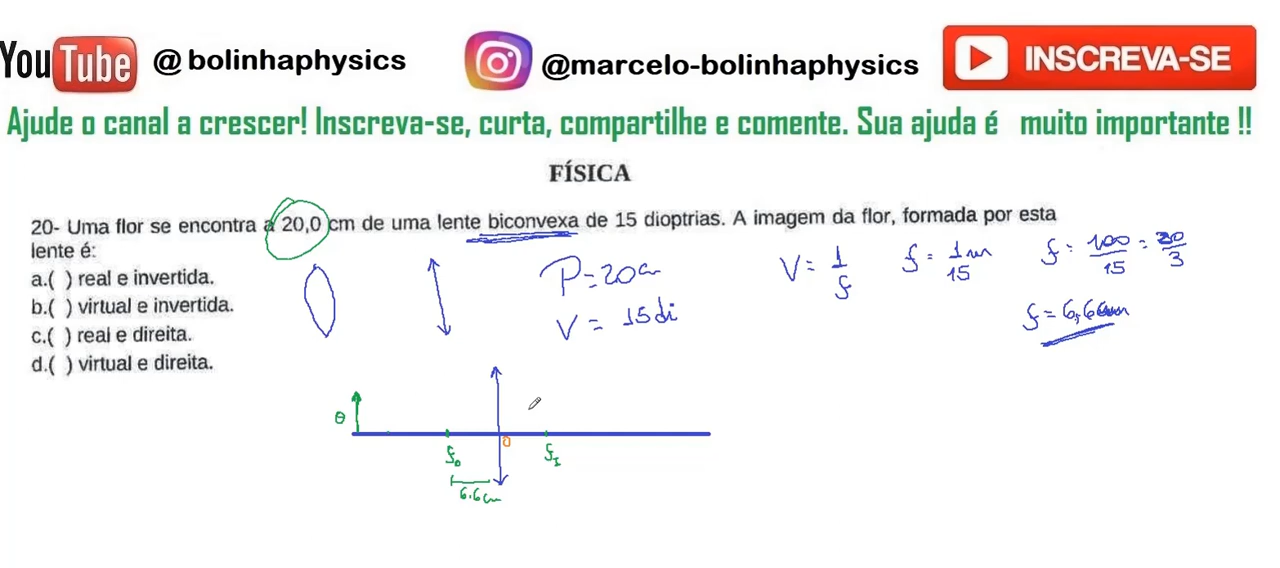 YouTube @bolinhaphysics @marcelo-bolinhaphysics INSCREVA-SE
Ajude o canal a crescer! Inscreva-se, curta, compartilhe e comente. Sua ajuda é muito importante !!
FÍSICA
20- Uma flor se encontra a 20,0 cm de uma lente biconvexa de 15 dioptrias. A imagem da flor, formada por esta
lente é:
a.( ) real e invertida.
b.( ) virtual e invertida.
c.( ) real e direita.
d.( ) virtual e direita.
P=20cm
V = 15di
V = 1/f
f = 1m/15
f = 100/15 = 20/3
f = 6,66cm
θ
0
fo
fI
6.6cm